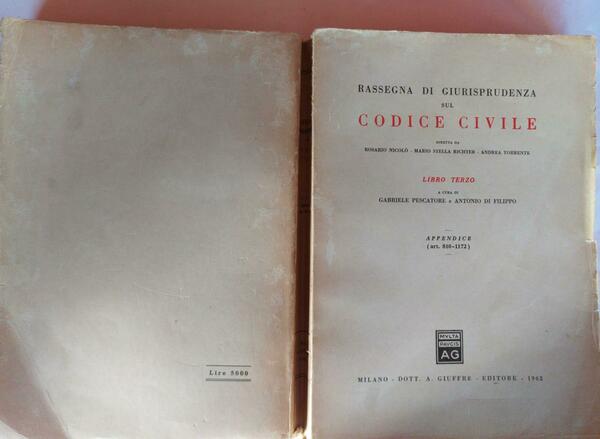 Lire 5000
RASSEGNA DI GIURISPRUDENZA
SUL
CODICE CIVILE
DIRETTA DA
ROSARIO NICOLÒ - MARIO STELLA RICHTER - ANDREA TORRENTE
LIBRO TERZO
A CURA DI
GABRIELE PESCATORE e ANTONIO DI FILIPPO
APPENDICE
(art. 810-1172)
MVLTA
PAVCIS
AG
MILANO - DOTT. A. GIUFFRÈ - EDITORE - 1962